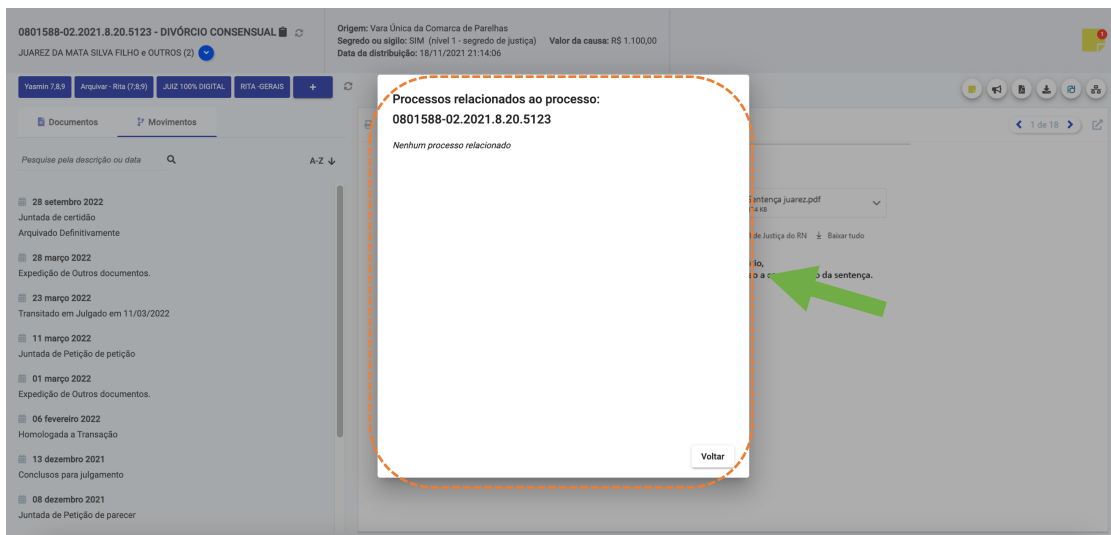 0801588-02.2021.8.20.5123 - DIVÓRCIO CONSENSUAL
JUAREZ DA MATA SILVA FILHO e OUTROS (2)
Origem: Vara Única da Comarca de Parelhas
Segredo ou sigilo: SIM (nível 1 - segredo de justiça) Valor da causa: R$ 1.100,00
Data da distribuição: 18/11/2021 21:14:06
1
Yasmin 7,8,9 Arquivar - Rita (7;8;9) JUIZ 100% DIGITAL RITA -GERAIS +
Documentos Movimentos
1 de 18
Pesquise pela descrição ou data A-Z
28 setembro 2022
Juntada de certidão
Arquivado Definitivamente
28 março 2022
Expedição de Outros documentos.
23 março 2022
Transitado em Julgado em 11/03/2022
11 março 2022
Juntada de Petição de petição
01 março 2022
Expedição de Outros documentos.
06 fevereiro 2022
Homologada a Transação
13 dezembro 2021
Conclusos para julgamento
08 dezembro 2021
Juntada de Petição de parecer
Processos relacionados ao processo:
0801588-02.2021.8.20.5123
Nenhum processo relacionado
Voltar
juarez.pdf
KB
de Justiça do RN Baixar tudo
da sentença.